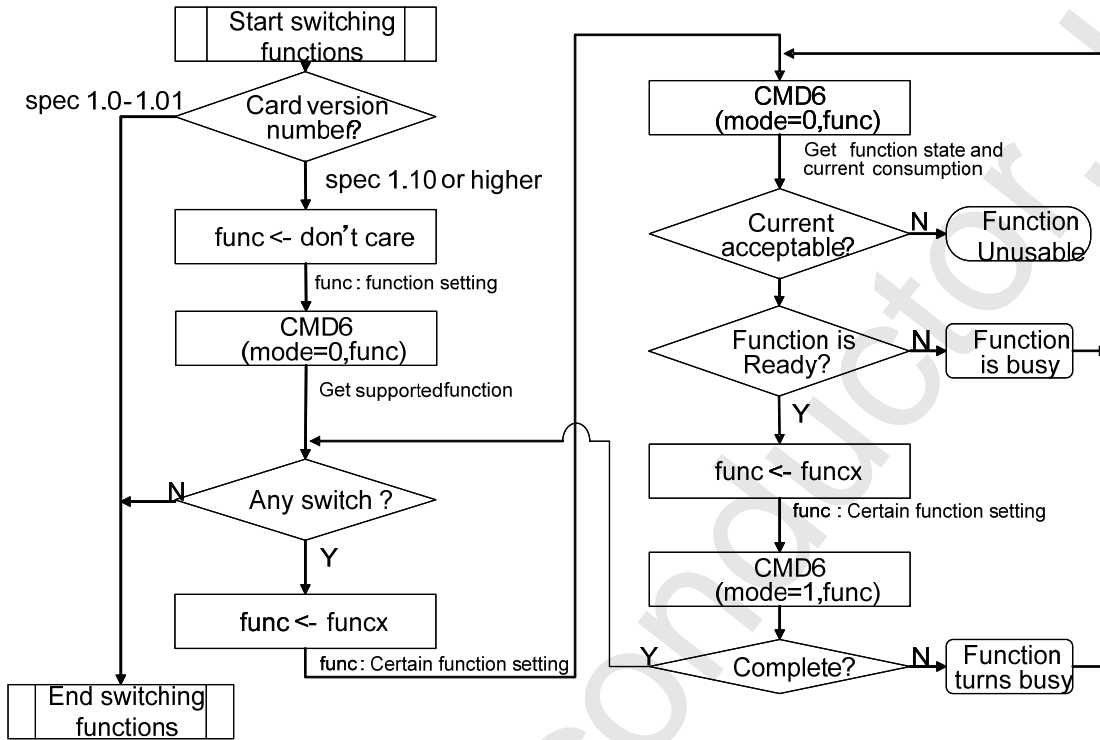 Start switching
functions
spec 1.0-1.01
Card version
number?
spec 1.10 or higher
func <- don't care
func : function setting
CMD6
(mode=0,func)
Get supportedfunction
N
Any switch ?
Y
func <- funcx
func: Certain function setting
End switching
functions
CMD6
(mode=0,func)
Get function state and
current consumption
Current
acceptable?
N
Function
Unusable
Function is
Ready?
N
Function
is busy
Y
func <- funcx
func : Certain function setting
CMD6
(mode=1,func)
Y
Complete?
N
Function
turns busy
onductor